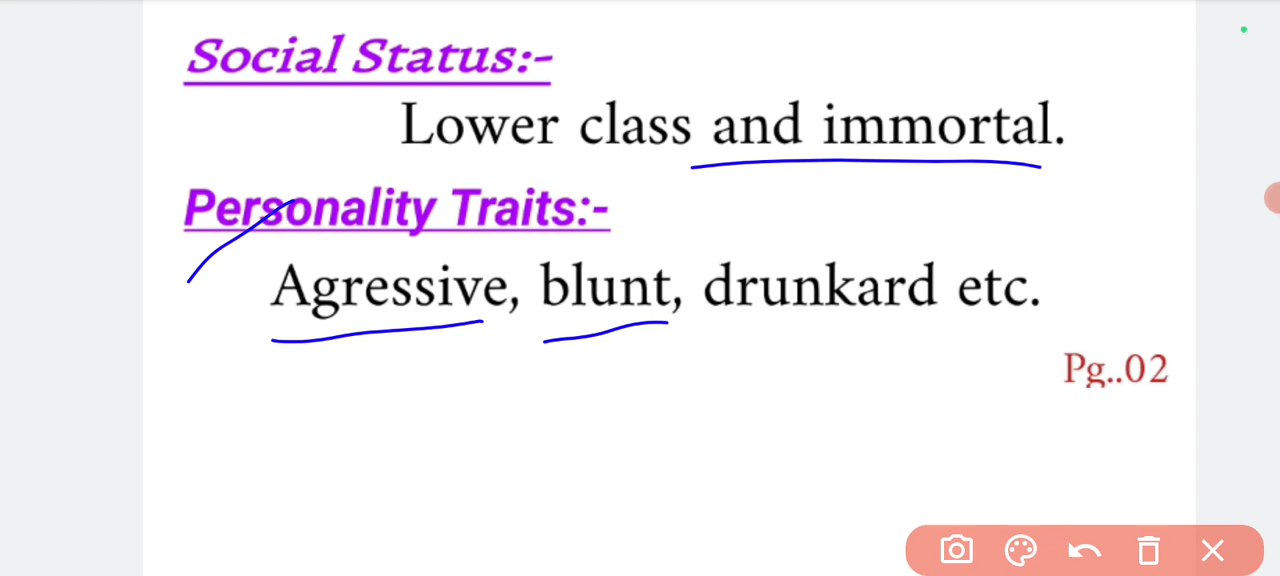 Social Status:-
Lower class and immortal.
Personality Traits:-
Agressive, blunt, drunkard etc.
Pg..02